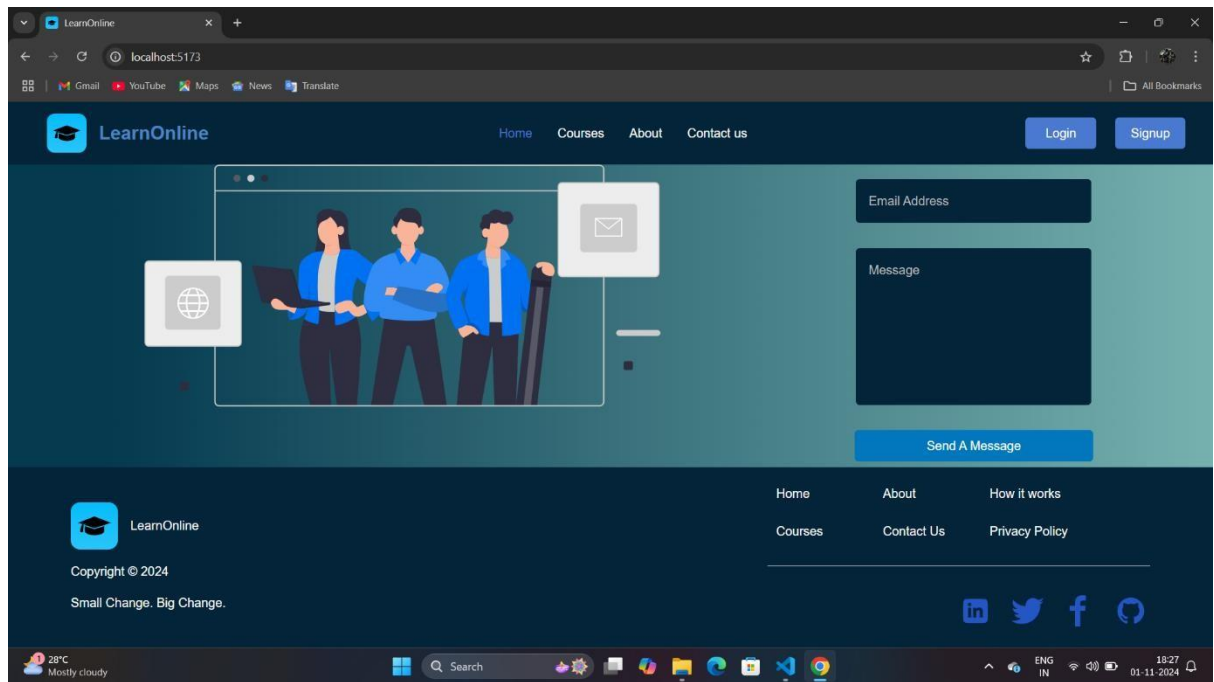 LearnOnline
localhost:5173
Gmail YouTube Maps News Translate All Bookmarks
LearnOnline Home Courses About Contact us Login Signup
Email Address
Message
Send A Message
Home About How it works
LearnOnline
Courses Contact Us Privacy Policy
Copyright © 2024
Small Change. Big Change.
in
1
28°C
Mostly cloudy
Search
ENG
IN
18:27
01-11-2024